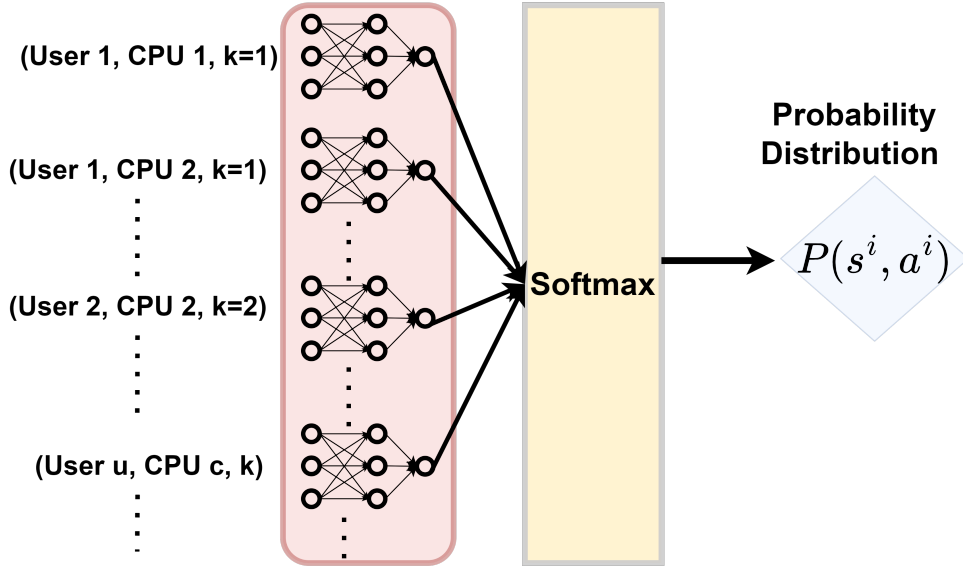 (User 1, CPU 1, k=1)
(User 1, CPU 2, k=1)
(User 2, CPU 2, k=2)
(User u, CPU c, k)
Softmax
Probability
Distribution
P(s^i, a^i)